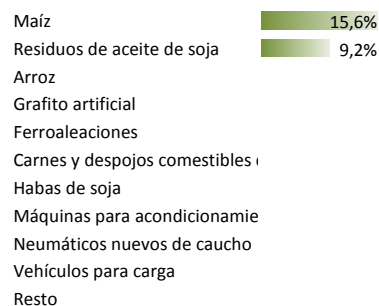 Maíz 15,6%
Residuos de aceite de soja 9,2%
Arroz
Grafito artificial
Ferroaleaciones
Carnes y despojos comestibles
Habas de soja
Máquinas para acondicionamie
Neumáticos nuevos de caucho
Vehículos para carga
Resto